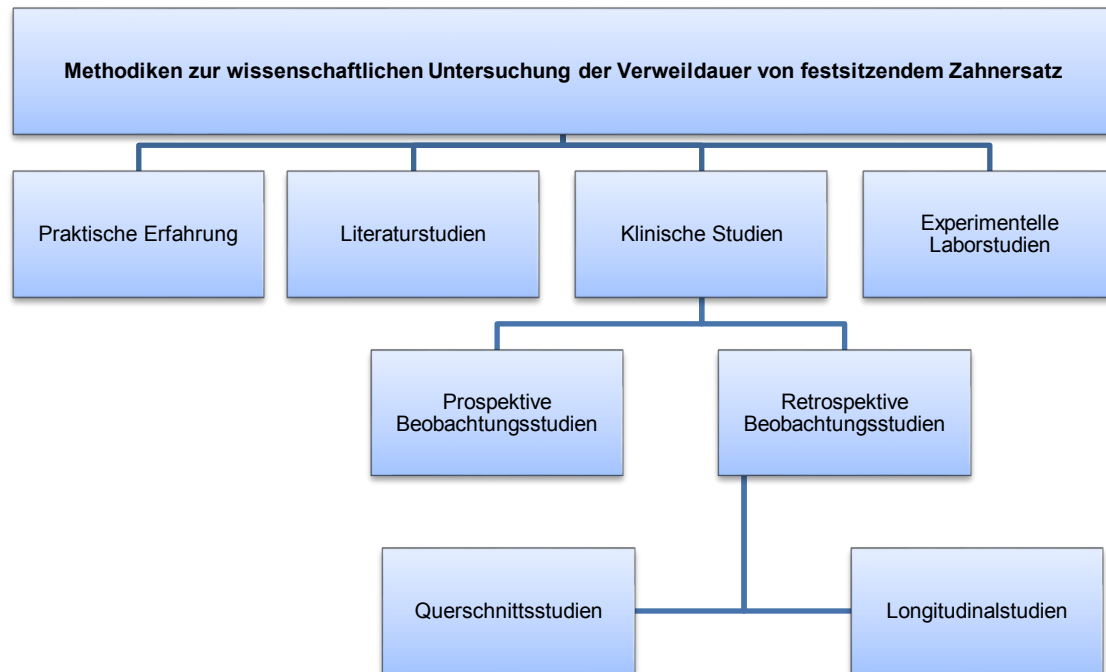 Methodiken zur wissenschaftlichen Untersuchung der Verweildauer von festsitzendem Zahnersatz
Praktische Erfahrung
Literaturstudien
Klinische Studien
Experimentelle
Laborstudien
Prospektive
Beobachtungsstudien
Retrospektive
Beobachtungsstudien
Querschnittsstudien
Longitudinalstudien